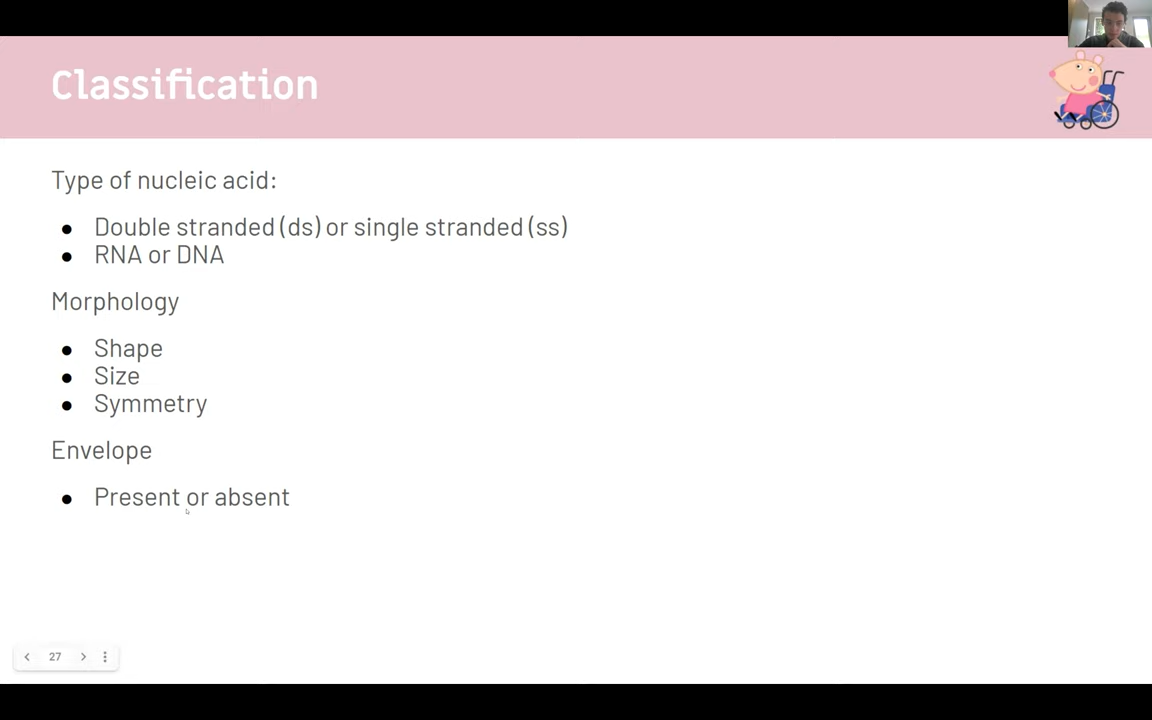 Classification
Type of nucleic acid:
● Double stranded (ds) or single stranded (ss)
● RNA or DNA
Morphology
● Shape
● Size
● Symmetry
Envelope
● Present or absent
27